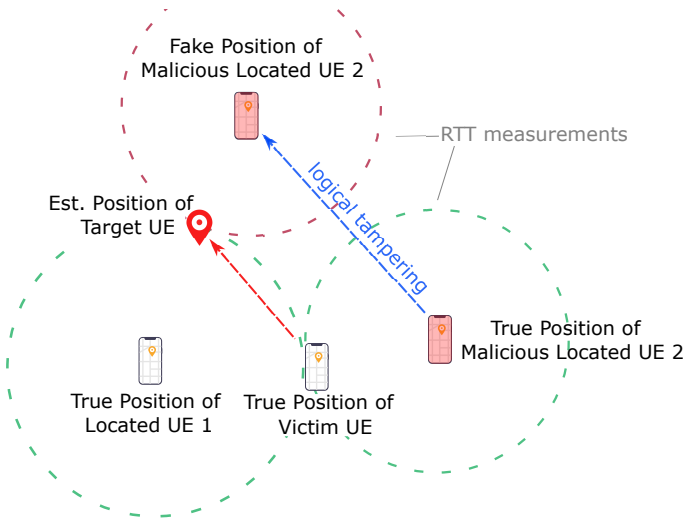 Fake Position of
Malicious Located UE 2
RTT measurements
logical tampering
Est. Position of
Target UE
True Position of
Malicious Located UE 2
True Position of
Located UE 1
True Position of
Victim UE